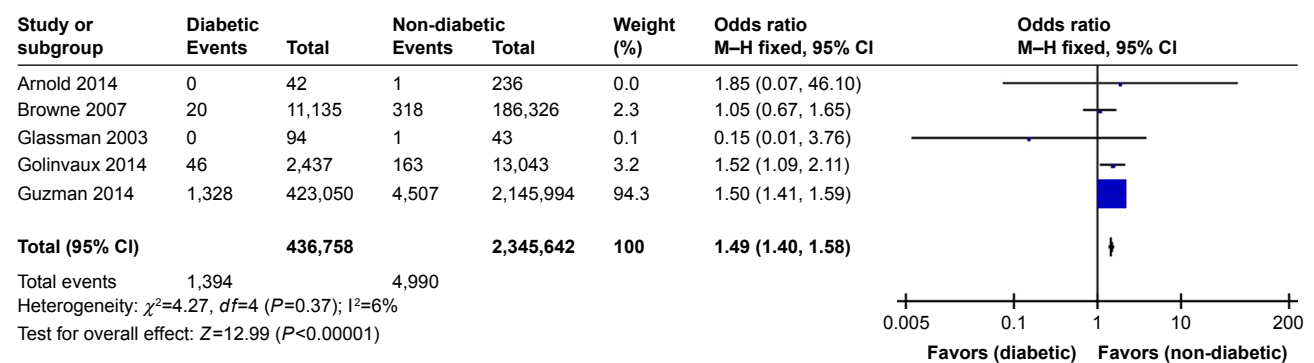 Study or Diabetic Non-diabetic Weight Odds ratio Odds ratio
subgroup Events Total Events Total (%) M–H fixed, 95% CI M–H fixed, 95% CI
Arnold 2014 0 42 1 236 0.0 1.85 (0.07, 46.10)
Browne 2007 20 11,135 318 186,326 2.3 1.05 (0.67, 1.65)
Glassman 2003 0 94 1 43 0.1 0.15 (0.01, 3.76)
Golinvaux 2014 46 2,437 163 13,043 3.2 1.52 (1.09, 2.11)
Guzman 2014 1,328 423,050 4,507 2,145,994 94.3 1.50 (1.41, 1.59)
Total (95% CI) 436,758 2,345,642 100 1.49 (1.40, 1.58)
Total events 1,394 4,990
Heterogeneity: χ²=4.27, df=4 (P=0.37); I²=6%
Test for overall effect: Z=12.99 (P<0.00001)
0.005 0.1 1 10 200
Favors (diabetic) Favors (non-diabetic)